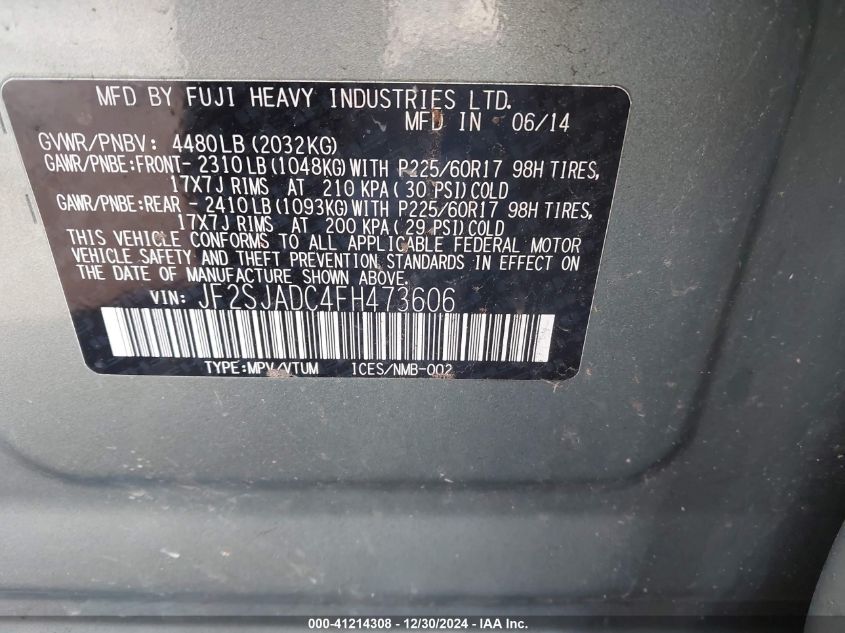 MFD BY FUJI HEAVY INDUSTRIES LTD.
MFD IN 06/14
GVWR/PNBV: 4480LB (2032KG)
GAWR/PNBE:FRONT- 2310LB (1048KG) WITH P225/60R17 98H TIRES,
17X7J RIMS AT 210 KPA ( 30 PSI) COLD
GAWR/PNBE:REAR - 2410LB (1093KG) WITH P225/60R17 98H TIRES,
17X7J RIMS AT 200 KPA ( 29 PSI) COLD
THIS VEHICLE CONFORMS TO ALL APPLICABLE FEDERAL MOTOR
VEHICLE SAFETY AND THEFT PREVENTION STANDARDS IN EFFECT ON
THE DATE OF MANUFACTURE SHOWN ABOVE.
VIN: JF2SJADC4FH473606
TYPE:MPV/VTUM ICES/NMB-002
000-41214308 - 12/30/2024 - IAA Inc.